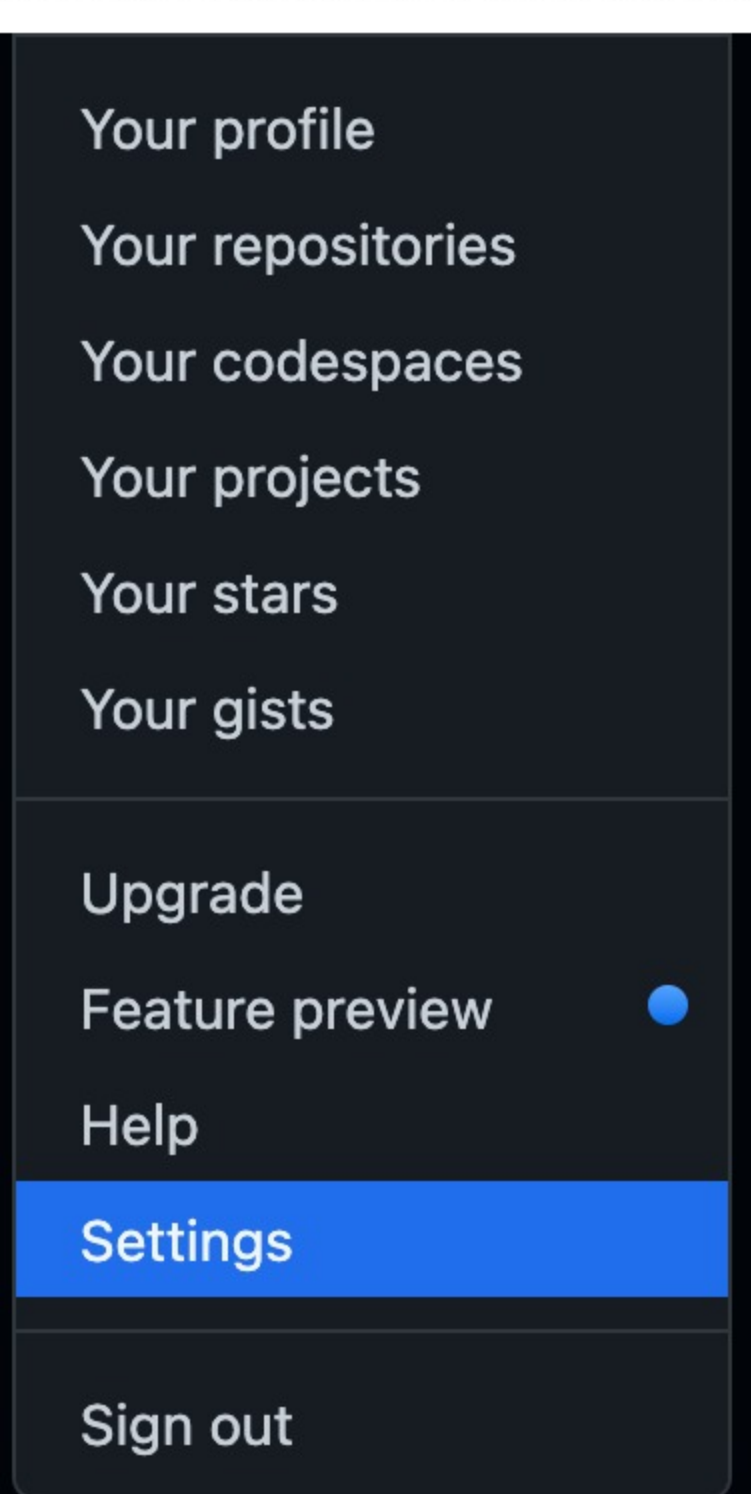 Your profile
Your repositories
Your codespaces
Your projects
Your stars
Your gists
Upgrade
Feature preview
Help
Settings
Sign out